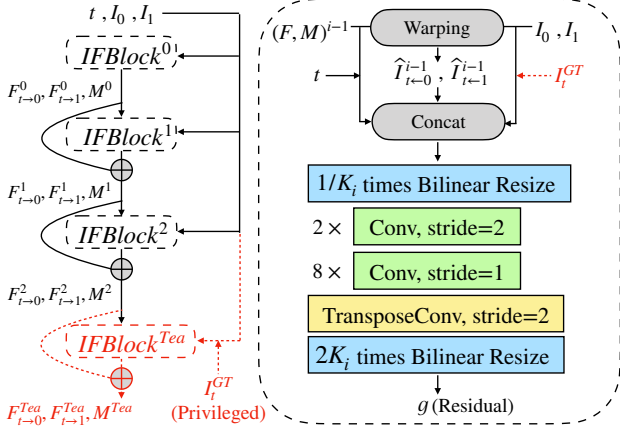 t , I_0 , I_1
IFBlock^0
F^0_{t→0}, F^0_{t→1}, M^0
IFBlock^1
F^1_{t→0}, F^1_{t→1}, M^1
IFBlock^2
F^2_{t→0}, F^2_{t→1}, M^2
IFBlock^{Tea}
I_t^{GT}
(Privileged)
F^{Tea}_{t→0}, F^{Tea}_{t→1}, M^{Tea}
(F, M)^{i−1}
Warping
I_0 , I_1
t
Î^{i−1}_{t←0} , Î^{i−1}_{t←1}
I_t^{GT}
Concat
1/K_i times Bilinear Resize
2 × Conv, stride=2
8 × Conv, stride=1
TransposeConv, stride=2
2K_i times Bilinear Resize
g (Residual)